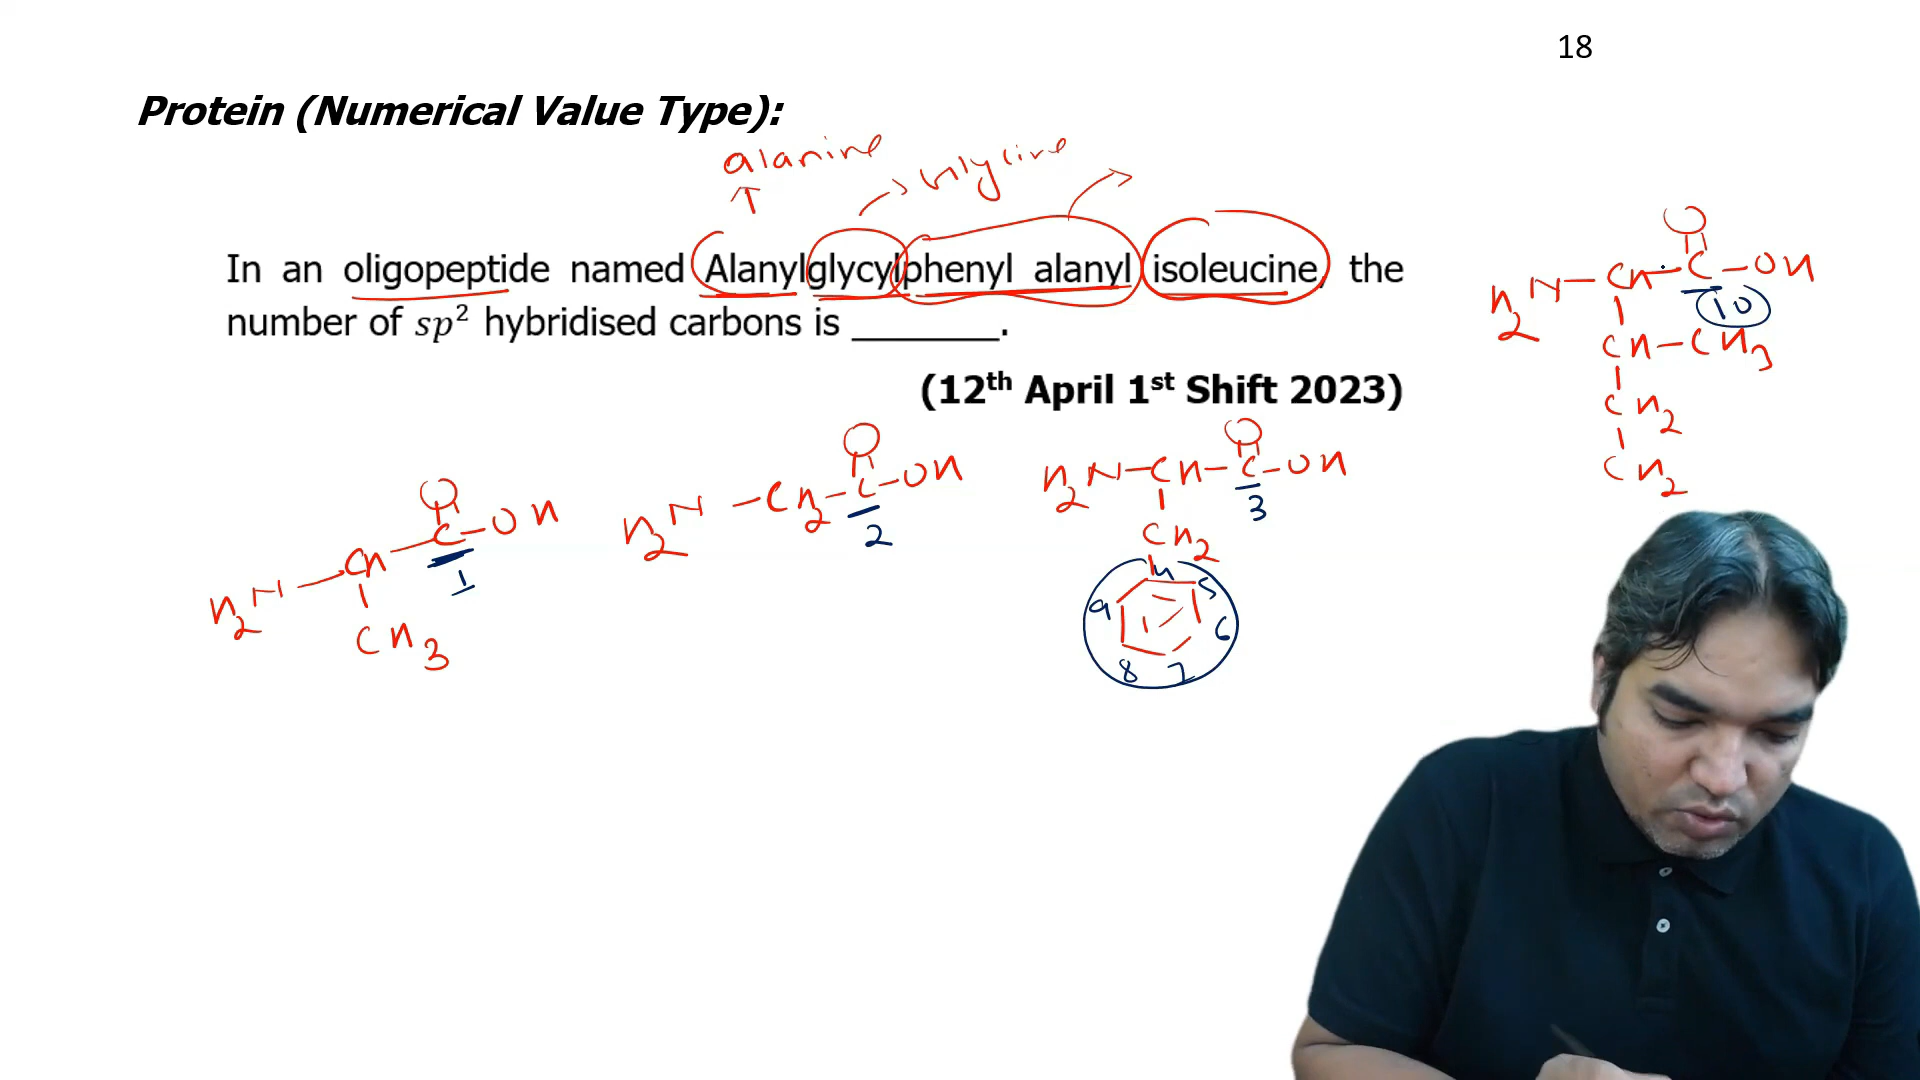 18
Protein (Numerical Value Type):
alanine
Glycine
In an oligopeptide named Alanylglycylphenyl alanyl isoleucine, the
number of sp² hybridised carbons is ________.
(12th April 1st Shift 2023)
O
H2N-CH-C-OH
10
CH-CH3
CH2
CH2
O
H2N-CH-C-OH
1
CH3
O
H2N-CH2-C-OH
2
O
H2N-CH-C-OH
3
CH2
4 5 6 7 8 9